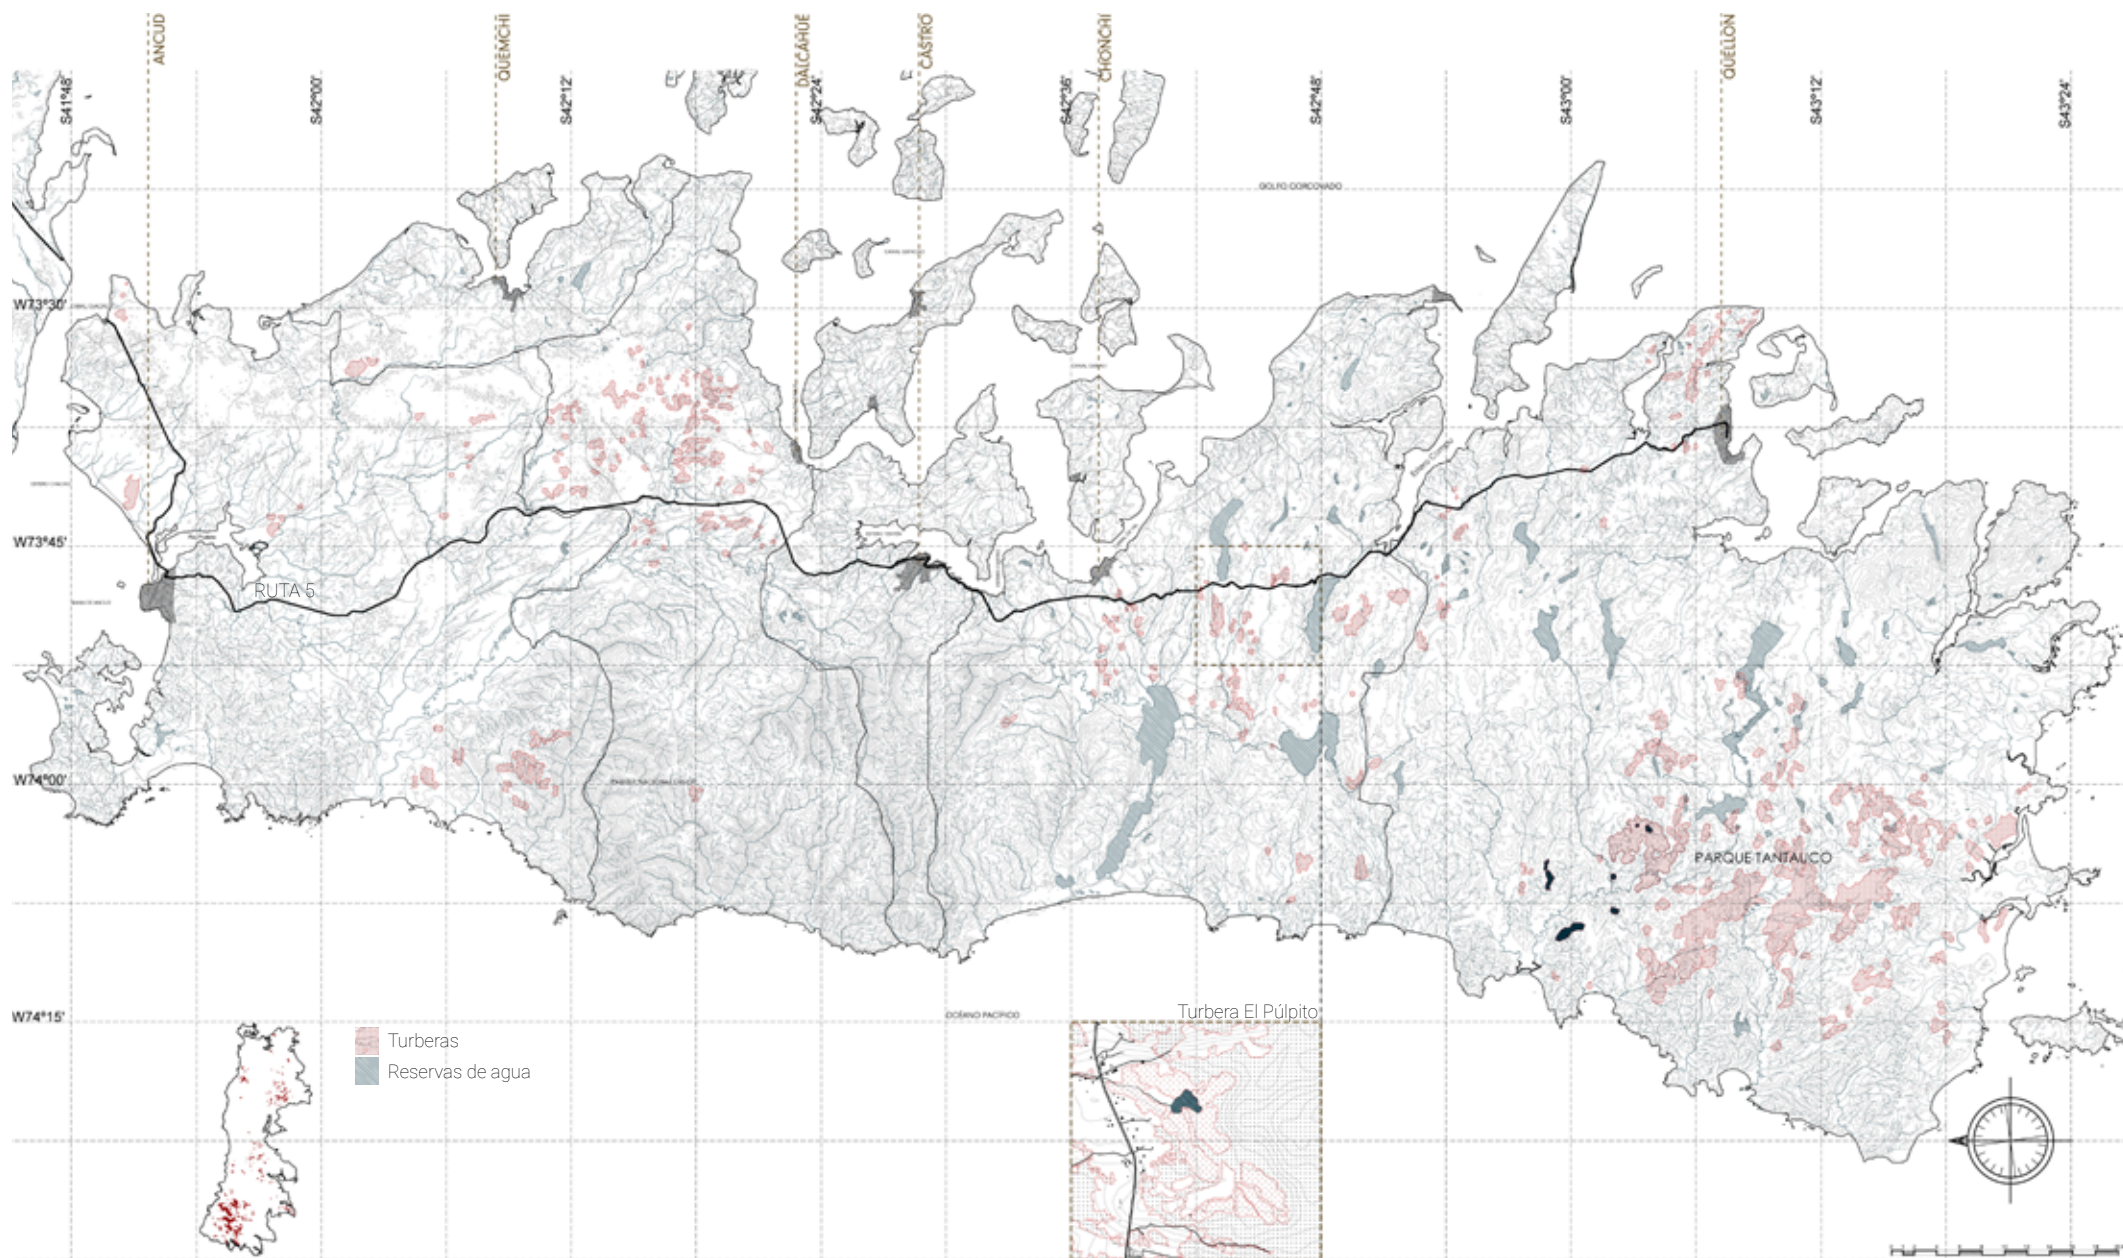 ANCUD
QUEMCHI
DALCAHUE
CASTRO
CHONCHI
QUELLON
S41°48'
S42°00'
S42°12'
S42°24'
S42°36'
S42°48'
S43°00'
S43°12'
S43°24'
GOLFO CORCOVADO
W73°30'
W73°45'
RUTA 5
W74°00'
PARQUE TANTAUCO
W74°15'
OCÉANO PACÍFICO
Turbera El Púlpito
Turberas
Reservas de agua